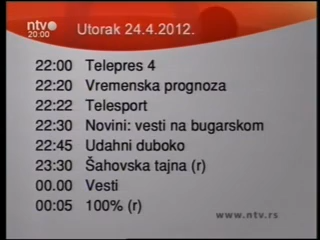 ntv
20:00
Utorak 24.4.2012.
22:00 Telepres 4
22:20 Vremenska prognoza
22:22 Telesport
22:30 Novini: vesti na bugarskom
22:45 Udahni duboko
23:30 Šahovska tajna (r)
00.00 Vesti
00:05 100% (r)
www.ntv.rs